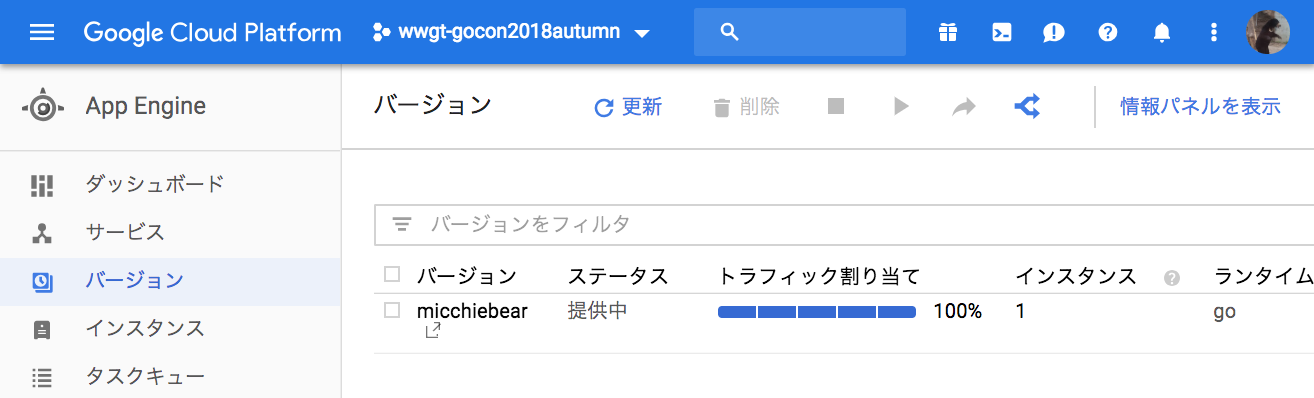 Google Cloud Platform wwgt-gocon2018autumn
App Engine
バージョン 更新 削除 情報パネルを表示
ダッシュボード
サービス
バージョン
インスタンス
タスクキュー
バージョンをフィルタ
バージョン ステータス トラフィック割り当て インスタンス ランタイム
micchiebear 提供中 100% 1 go